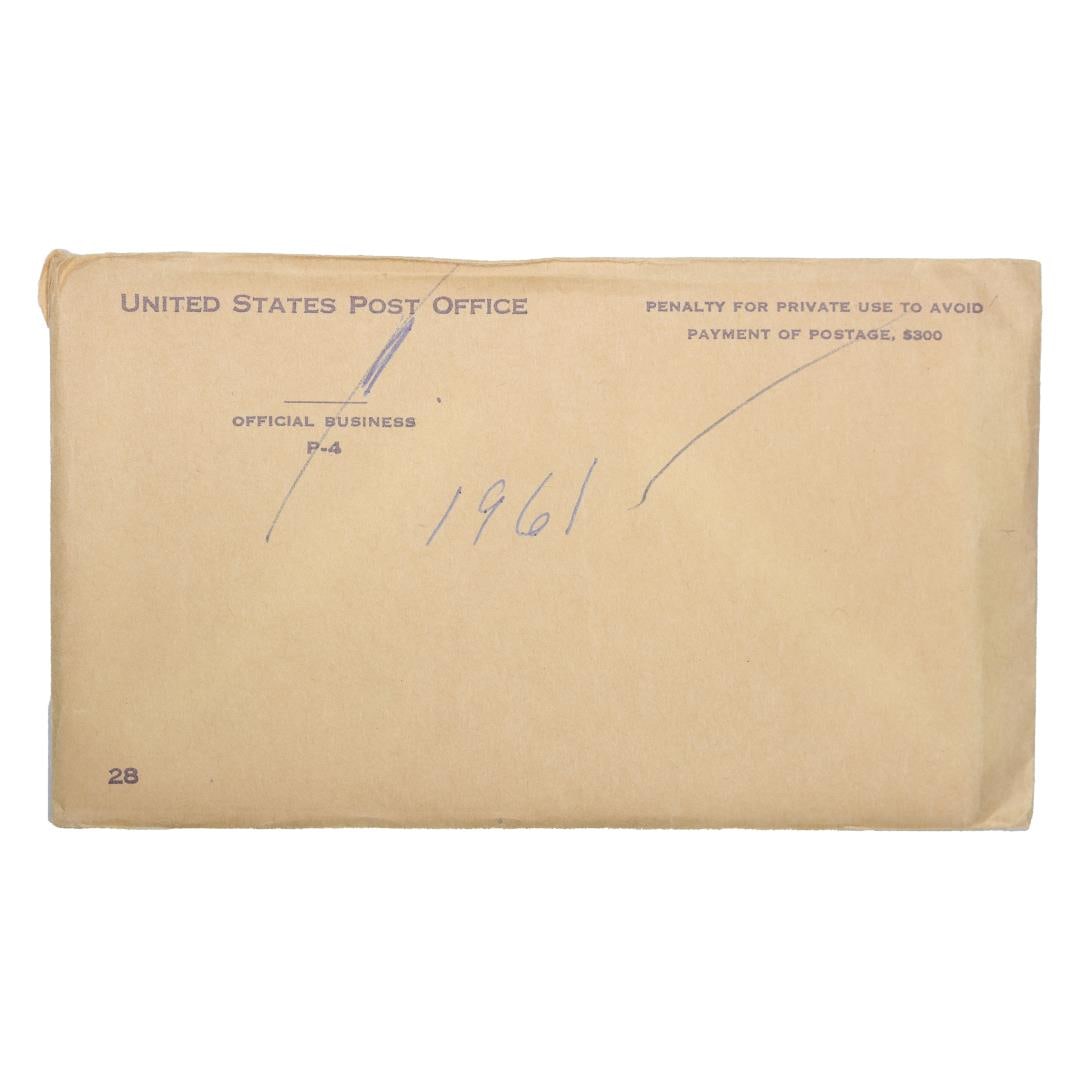 UNITED STATES POST OFFICE
PENALTY FOR PRIVATE USE TO AVOID
PAYMENT OF POSTAGE, $300
OFFICIAL BUSINESS
P-4
1961
28